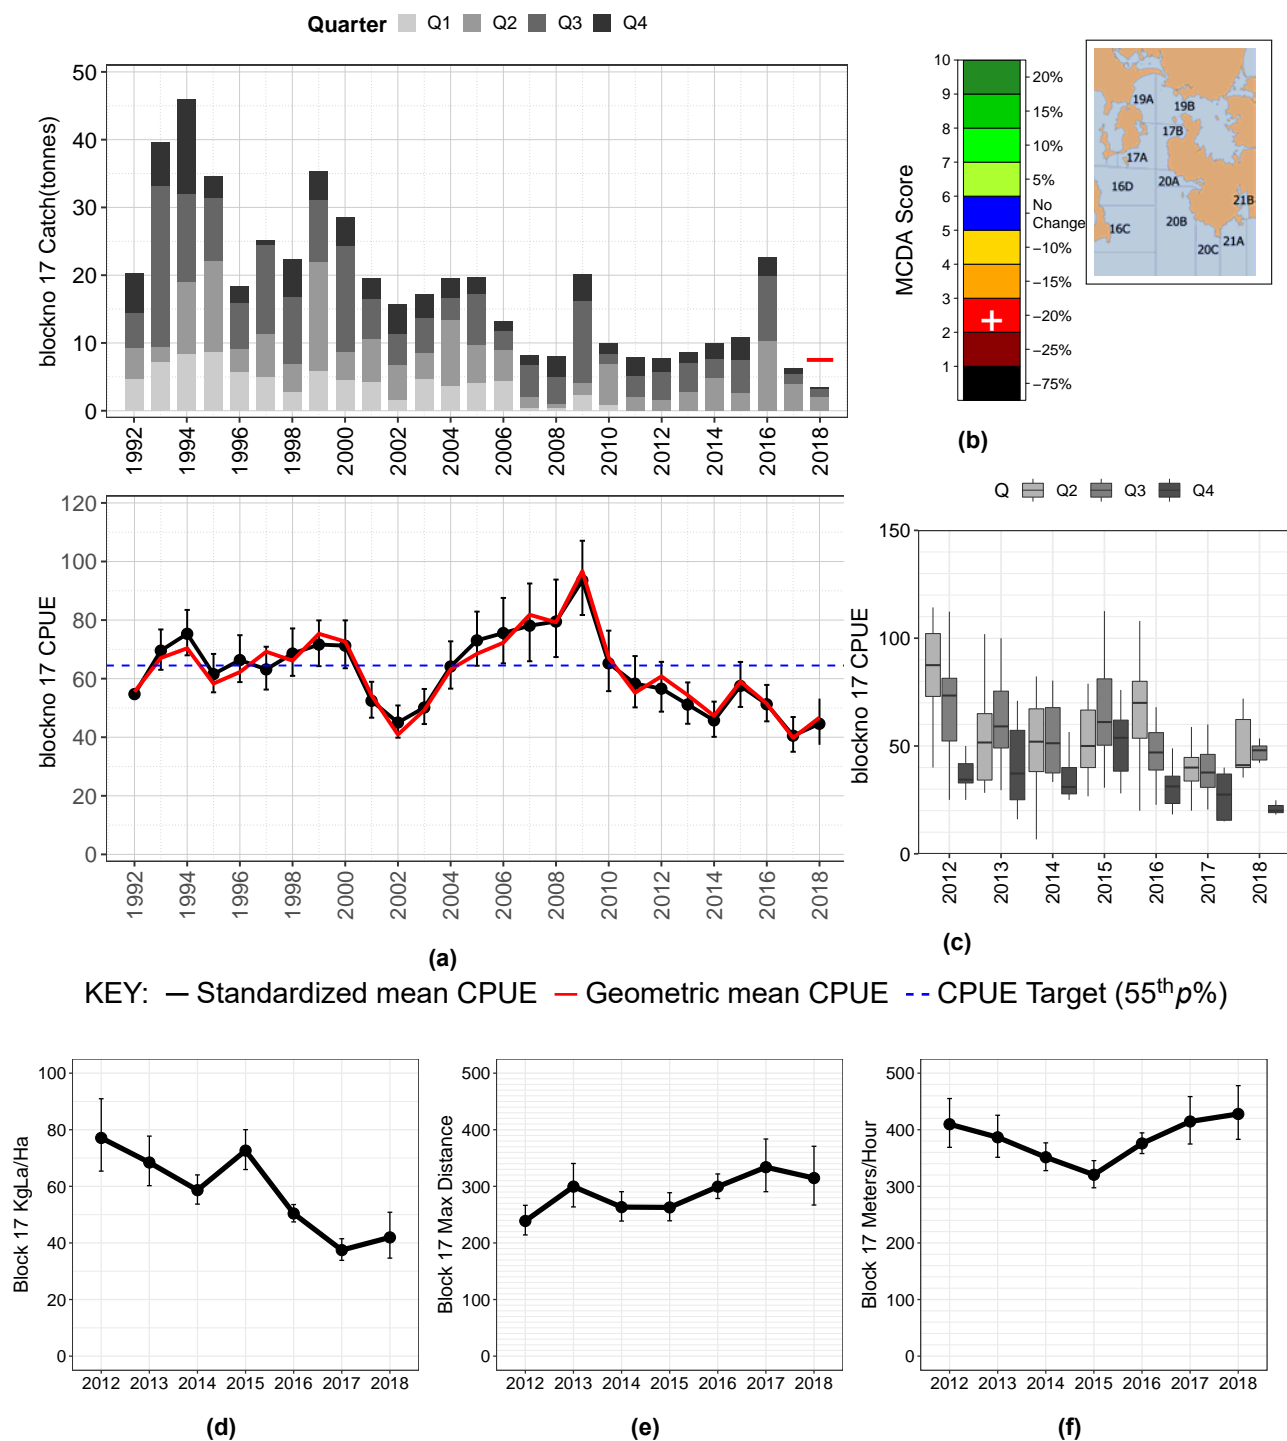 Quarter Q1 Q2 Q3 Q4
blockno 17 Catch(tonnes)
50
40
30
20
10
0
1992 1994 1996 1998 2000 2002 2004 2006 2008 2010 2012 2014 2016 2018
blockno 17 CPUE
120
100
80
60
40
20
0
1992 1994 1996 1998 2000 2002 2004 2006 2008 2010 2012 2014 2016 2018
(a)
MCDA Score
10
9
8
7
6
5
4
3
2
1
20%
15%
10%
5%
No
Change
−10%
−15%
−20%
−25%
−75%
(b)
19A
19B
17B
17A
16D
20A
21B
20B
16C
21A
20C
Q Q2 Q3 Q4
blockno 17 CPUE
150
100
50
0
2012 2013 2014 2015 2016 2017 2018
(c)
KEY: Standardized mean CPUE Geometric mean CPUE CPUE Target (55thp%)
Block 17 KgLa/Ha
100
80
60
40
20
0
2012 2013 2014 2015 2016 2017 2018
(d)
Block 17 Max Distance
500
400
300
200
100
0
2012 2013 2014 2015 2016 2017 2018
(e)
Block 17 Meters/Hour
500
400
300
200
100
0
2012 2013 2014 2015 2016 2017 2018
(f)